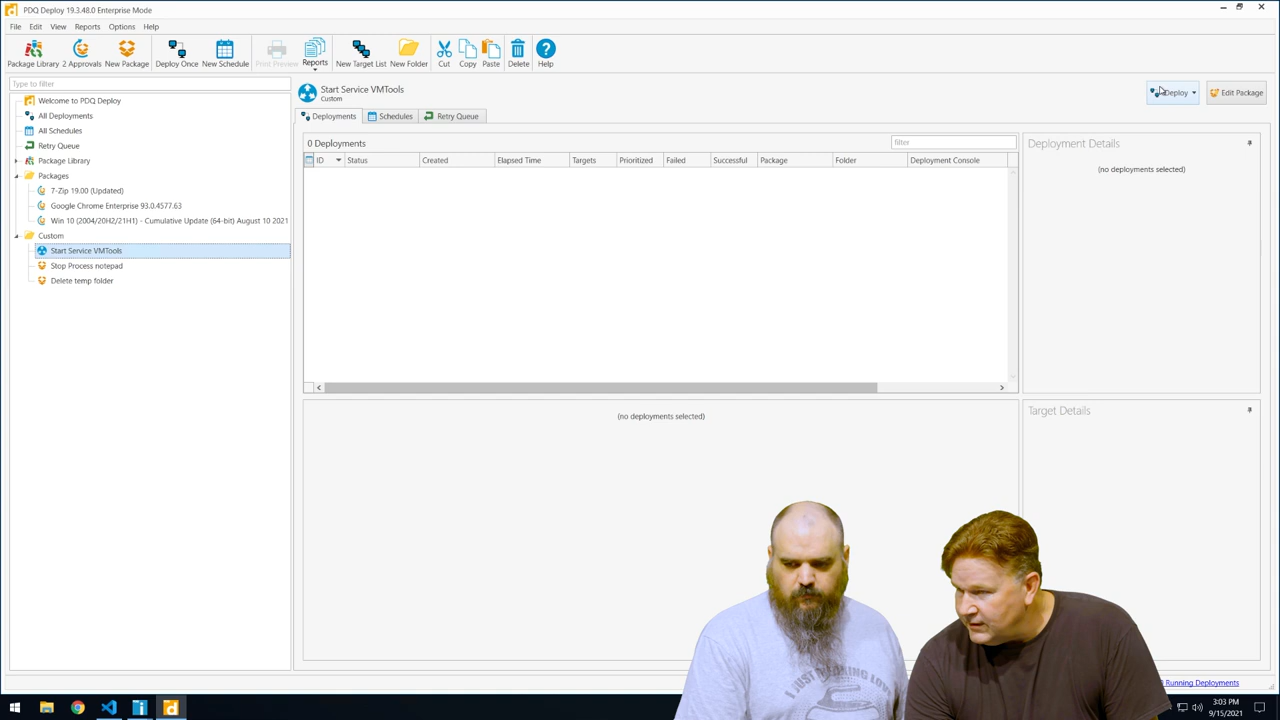 PDQ Deploy 19.3.48.0 Enterprise Mode
File Edit View Reports Options Help
Package Library 2 Approvals New Package Deploy Once New Schedule Print Preview Reports New Target List New Folder Cut Copy Paste Delete Help
Type to filter
Welcome to PDQ Deploy
All Deployments
All Schedules
Retry Queue
Package Library
Packages
7-Zip 19.00 (Updated)
Google Chrome Enterprise 93.0.4577.63
Win 10 (2004/20H2/21H1) - Cumulative Update (64-bit) August 10 2021
Custom
Start Service VMTools
Stop Process notepad
Delete temp folder
Start Service VMTools
Custom
Deploy Edit Package
Deployments Schedules Retry Queue
0 Deployments
filter
ID Status Created Elapsed Time Targets Prioritized Failed Successful Package Folder Deployment Console
Deployment Details
(no deployments selected)
(no deployments selected)
Target Details
Running Deployments
I JUST
3:03 PM
9/15/2021